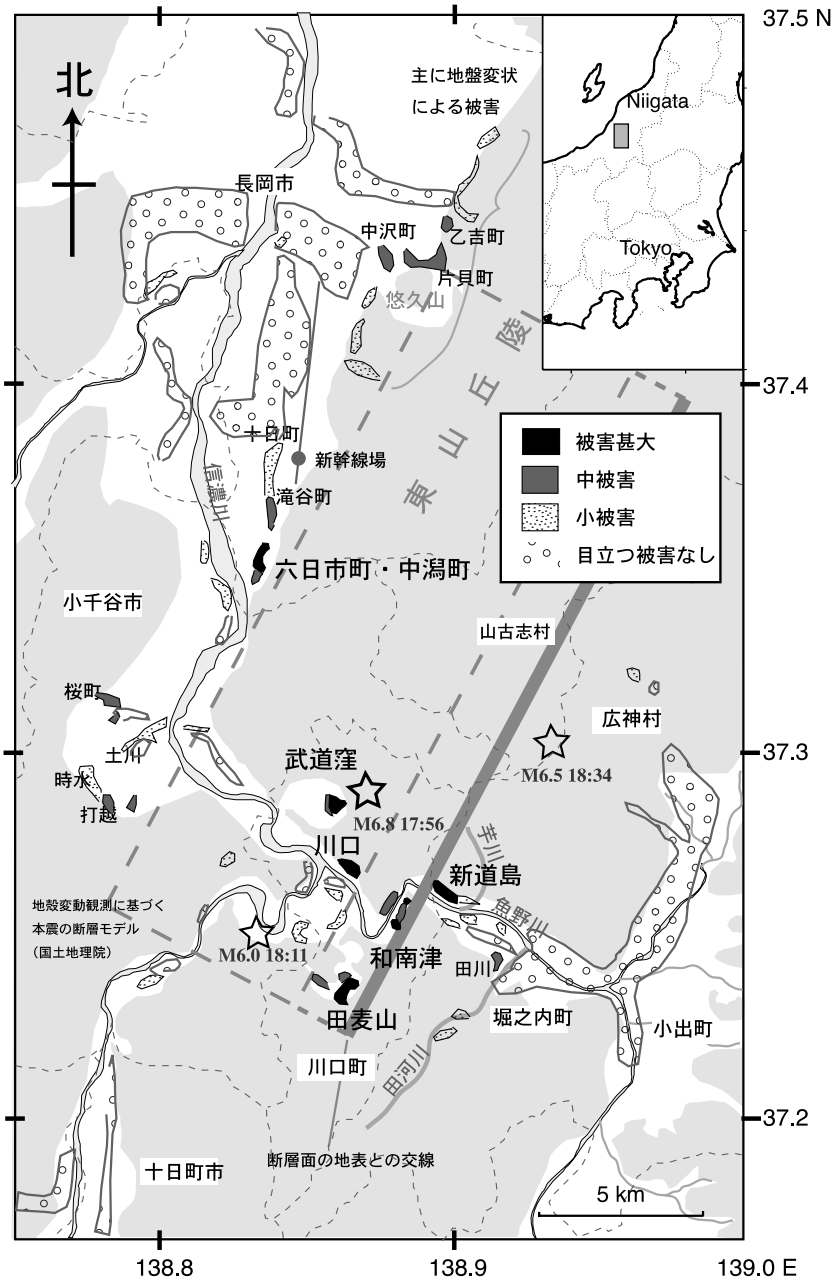 37.5 N
北
主に地盤変状
による被害
Niigata
Tokyo
長岡市
中沢町
乙吉町
片貝町
悠久山
東山丘陵
37.4
十日町
新幹線場
滝谷町
信濃川
六日市町・中潟町
被害甚大
中被害
小被害
目立つ被害なし
小千谷市
山古志村
桜町
広神村
土川
37.3
時水
打越
武道窪
M6.5 18:34
M6.8 17:56
川口
芋川
新道島
地殻変動観測に基づく
本震の断層モデル
（国土地理院）
魚野川
M6.0 18:11
和南津
田川
田麦山
堀之内町
小出町
川口町
田河川
37.2
断層面の地表との交線
十日町市
5 km
138.8
138.9
139.0 E